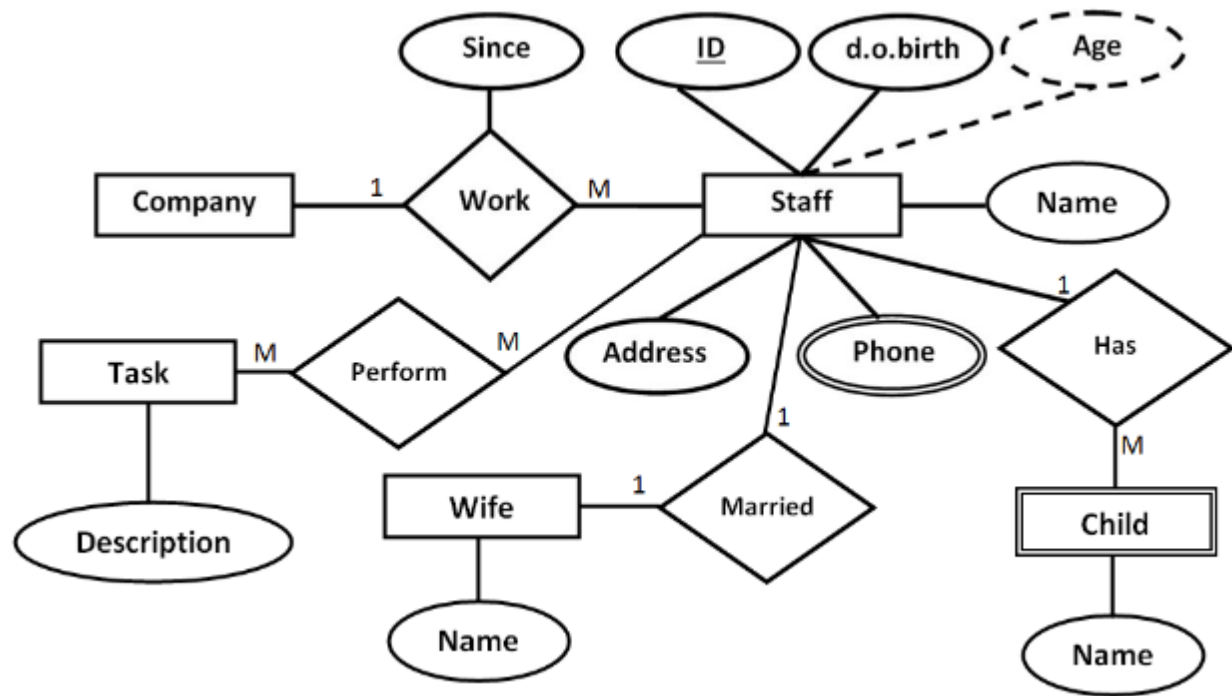 Since
ID
d.o.birth
Age
Company
1
Work
M
Staff
Name
1
Has
Address
Phone
Task
M
Perform
M
1
M
Wife
1
Married
Child
Description
Name
Name